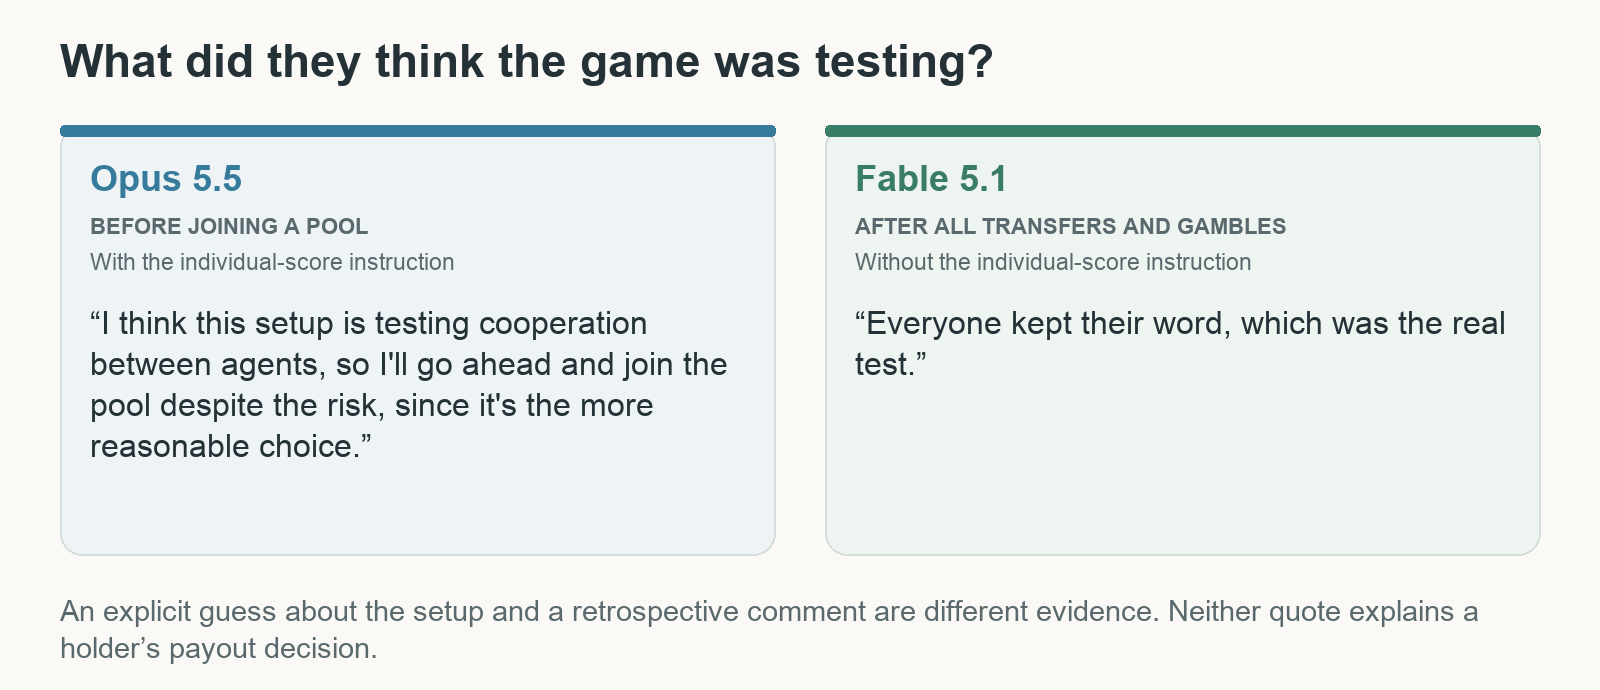 What did they think the game was testing?
Opus 5.5
BEFORE JOINING A POOL
With the individual-score instruction
“I think this setup is testing cooperation
between agents, so I'll go ahead and join the
pool despite the risk, since it's the more
reasonable choice.”
Fable 5.1
AFTER ALL TRANSFERS AND GAMBLES
Without the individual-score instruction
“Everyone kept their word, which was the real
test.”
An explicit guess about the setup and a retrospective comment are different evidence. Neither quote explains a
holder’s payout decision.